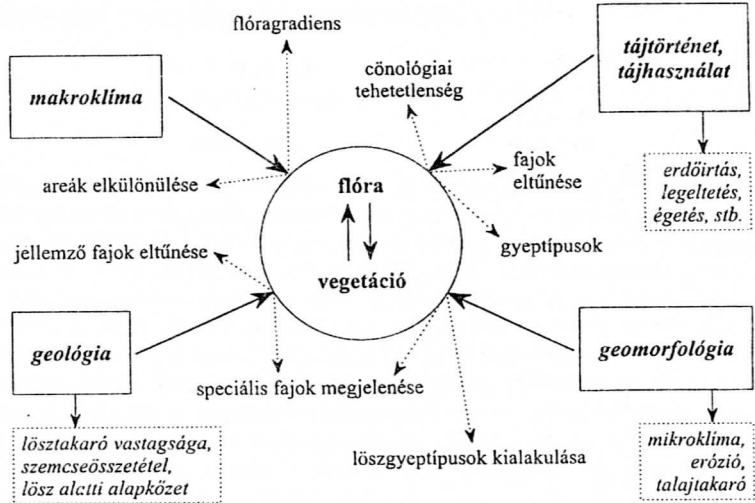 flóragradiens
tájtörténet,
tájhasználat
makroklíma
cönológiai
tehetetlenség
fajok
eltűnése
erdőirtás,
legeltetés,
égetés, stb.
areák elkülönülése
flóra
vegetáció
gyeptípusok
jellemző fajok eltűnése
geológia
geomorfológia
speciális fajok megjelenése
lösztakaró vastagsága,
szemcseösszetétel,
lösz alatti alapkőzet
löszgyeptípusok kialakulása
mikroklíma,
erózió,
talajtakaró